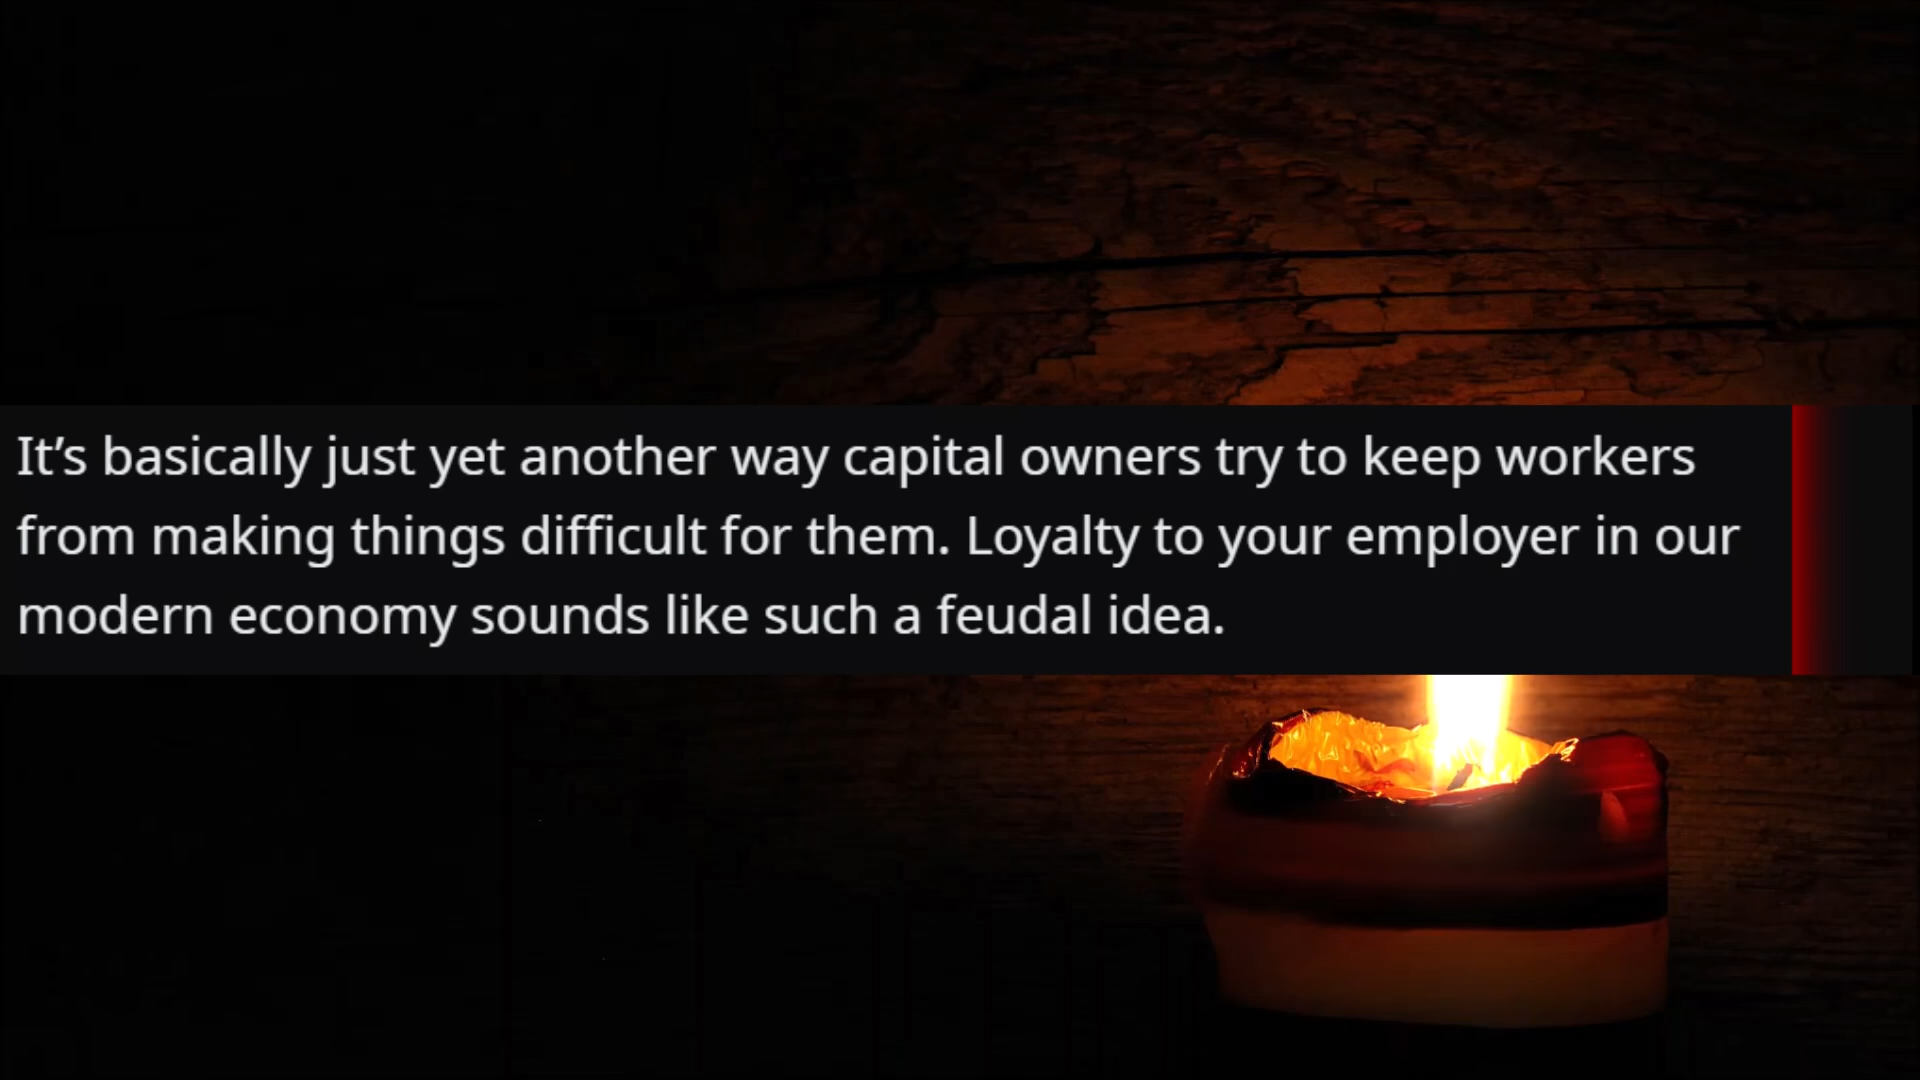 It’s basically just yet another way capital owners try to keep workers
from making things difficult for them. Loyalty to your employer in our
modern economy sounds like such a feudal idea.